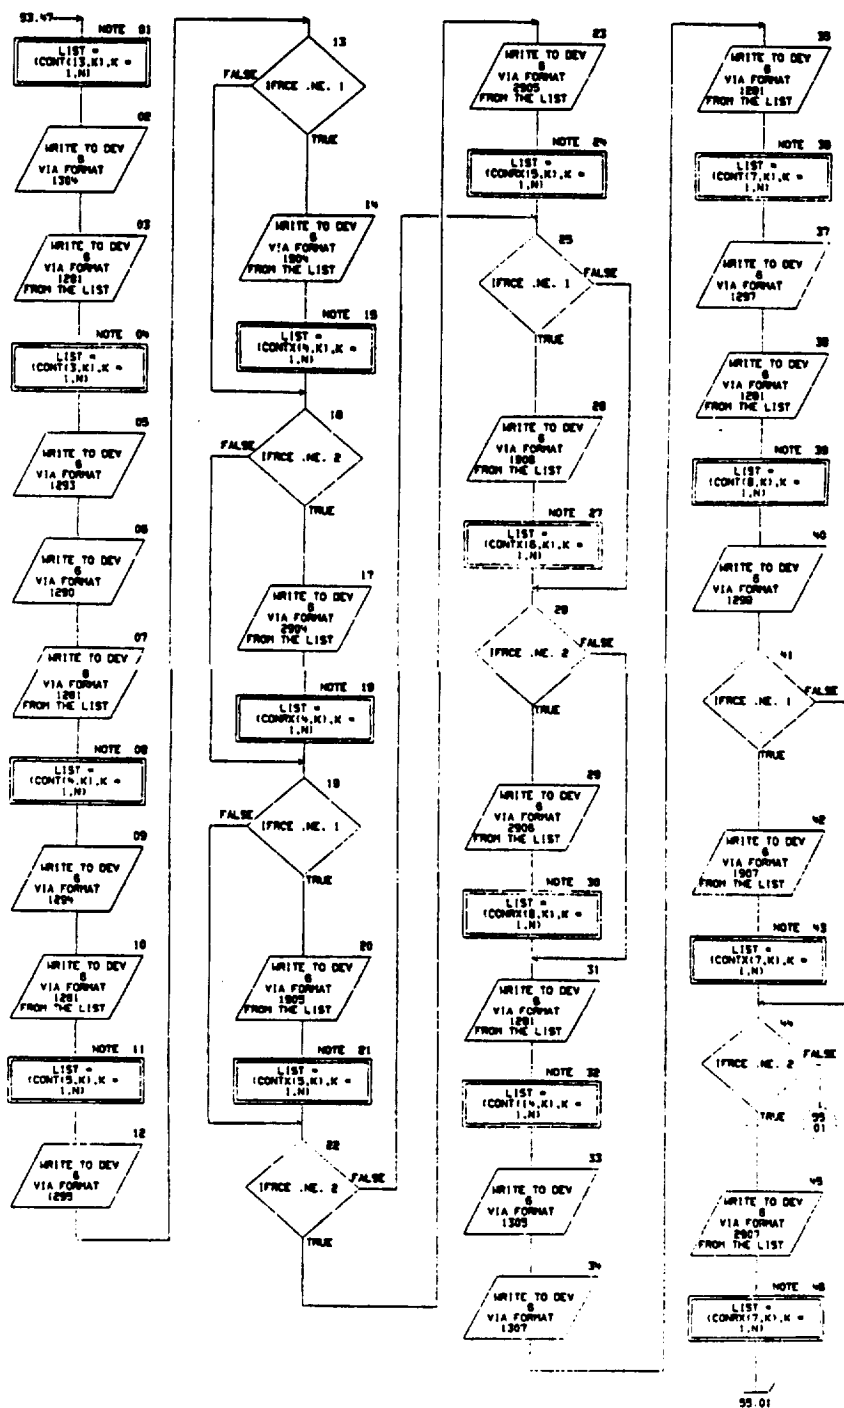 93.47
NOTE 01
LIST =
(CONT(13,K),K =
1,N)
02
WRITE TO DEV
6
VIA FORMAT
1304
03
WRITE TO DEV
6
VIA FORMAT
1281
FROM THE LIST
NOTE 04
LIST =
(CONT(3,K),K =
1,N)
05
WRITE TO DEV
6
VIA FORMAT
1293
06
WRITE TO DEV
6
VIA FORMAT
1290
07
WRITE TO DEV
6
VIA FORMAT
1281
FROM THE LIST
NOTE 08
LIST =
(CONT(4,K),K =
1,N)
09
WRITE TO DEV
6
VIA FORMAT
1294
10
WRITE TO DEV
6
VIA FORMAT
1281
FROM THE LIST
NOTE 11
LIST =
(CONT(5,K),K =
1,N)
12
WRITE TO DEV
6
VIA FORMAT
1295
13
FALSE
IFRCE .NE. 1
TRUE
14
WRITE TO DEV
6
VIA FORMAT
1904
FROM THE LIST
NOTE 15
LIST =
(CONTX(4,K),K =
1,N)
16
FALSE
IFRCE .NE. 2
TRUE
17
WRITE TO DEV
6
VIA FORMAT
2904
FROM THE LIST
NOTE 18
LIST =
(CONRX(4,K),K =
1,N)
19
FALSE
IFRCE .NE. 1
TRUE
20
WRITE TO DEV
6
VIA FORMAT
1905
FROM THE LIST
NOTE 21
LIST =
(CONTX(5,K),K =
1,N)
22
IFRCE .NE. 2
FALSE
TRUE
23
WRITE TO DEV
6
VIA FORMAT
2905
FROM THE LIST
NOTE 24
LIST =
(CONRX(5,K),K =
1,N)
25
IFRCE .NE. 1
FALSE
TRUE
26
WRITE TO DEV
6
VIA FORMAT
1906
FROM THE LIST
NOTE 27
LIST =
(CONTX(6,K),K =
1,N)
28
IFRCE .NE. 2
FALSE
TRUE
29
WRITE TO DEV
6
VIA FORMAT
2906
FROM THE LIST
NOTE 30
LIST =
(CONRX(6,K),K =
1,N)
31
WRITE TO DEV
6
VIA FORMAT
1281
FROM THE LIST
NOTE 32
LIST =
(CONT(14,K),K =
1,N)
33
WRITE TO DEV
6
VIA FORMAT
1305
34
WRITE TO DEV
6
VIA FORMAT
1307
35
WRITE TO DEV
6
VIA FORMAT
1281
FROM THE LIST
NOTE 36
LIST =
(CONT(7,K),K =
1,N)
37
WRITE TO DEV
6
VIA FORMAT
1297
38
WRITE TO DEV
6
VIA FORMAT
1281
FROM THE LIST
NOTE 39
LIST =
(CONT(8,K),K =
1,N)
40
WRITE TO DEV
6
VIA FORMAT
1298
41
IFRCE .NE. 1
FALSE
TRUE
42
WRITE TO DEV
6
VIA FORMAT
1907
FROM THE LIST
NOTE 43
LIST =
(CONTX(7,K),K =
1,N)
44
IFRCE .NE. 2
FALSE
TRUE
95
01
45
WRITE TO DEV
6
VIA FORMAT
2907
FROM THE LIST
NOTE 46
LIST =
(CONRX(7,K),K =
1,N)
95.01